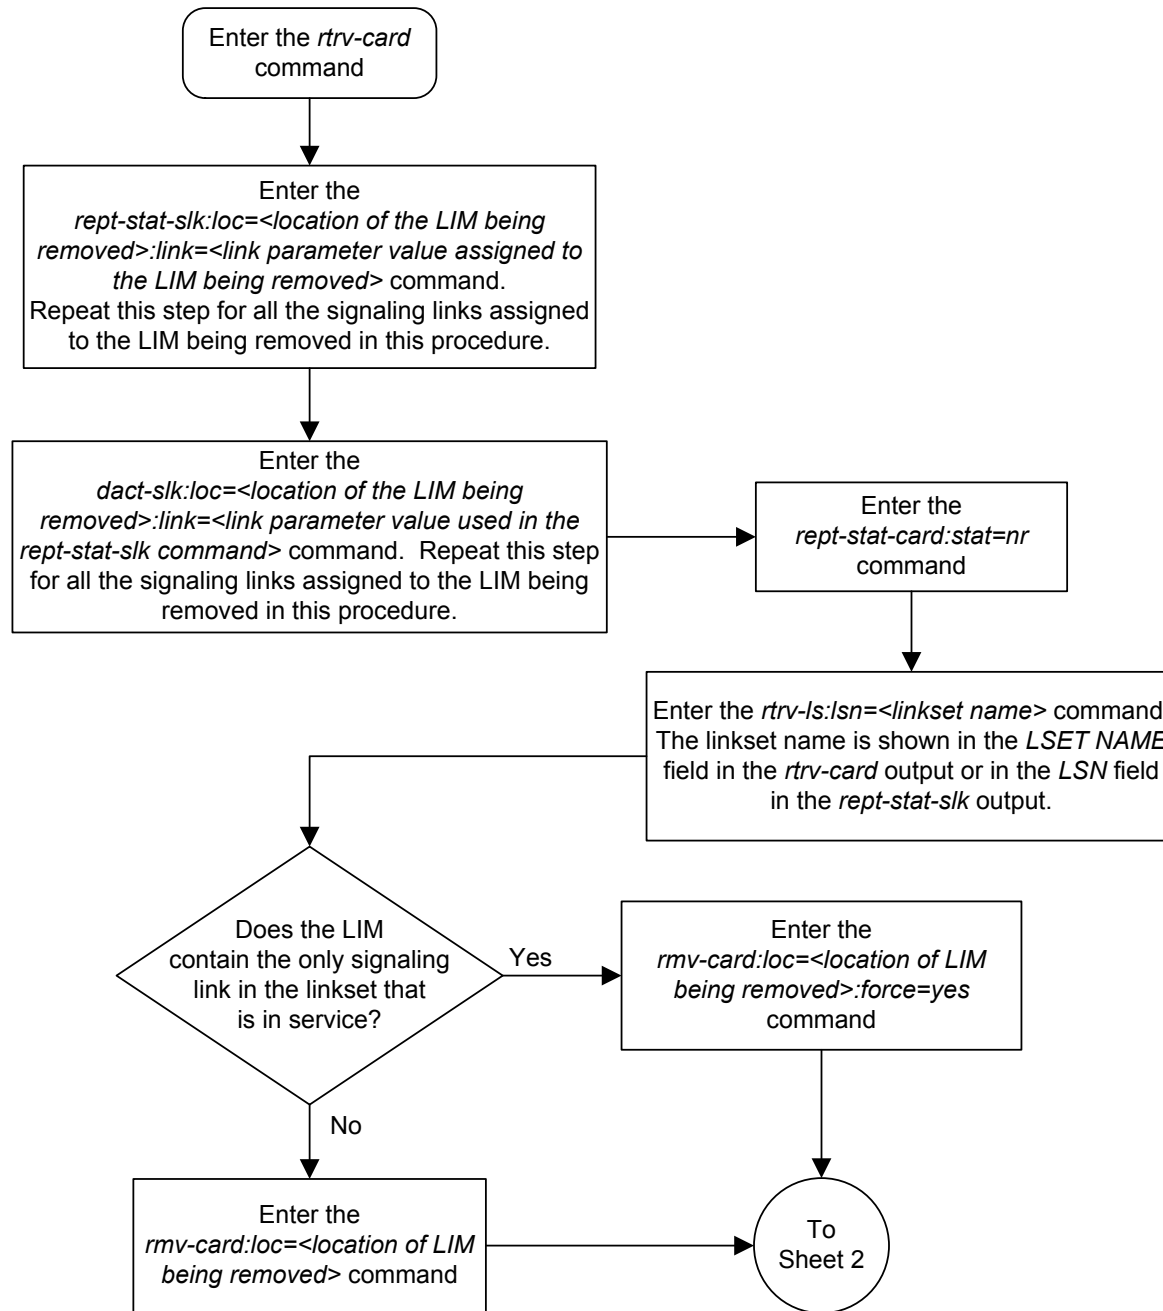 Enter the rtrv-card
command
Enter the
rept-stat-slk:loc=<location of the LIM being
removed>:link=<link parameter value assigned to
the LIM being removed> command.
Repeat this step for all the signaling links assigned
to the LIM being removed in this procedure.
Enter the
dact-slk:loc=<location of the LIM being
removed>:link=<link parameter value used in the
rept-stat-slk command> command. Repeat this step
for all the signaling links assigned to the LIM being
removed in this procedure.
Enter the
rept-stat-card:stat=nr
command
Enter the rtrv-ls:lsn=<linkset name> command
The linkset name is shown in the LSET NAME
field in the rtrv-card output or in the LSN field
in the rept-stat-slk output.
Does the LIM
contain the only signaling
link in the linkset that
is in service?
Yes
Enter the
rmv-card:loc=<location of LIM
being removed>:force=yes
command
No
Enter the
rmv-card:loc=<location of LIM
being removed> command
To
Sheet 2